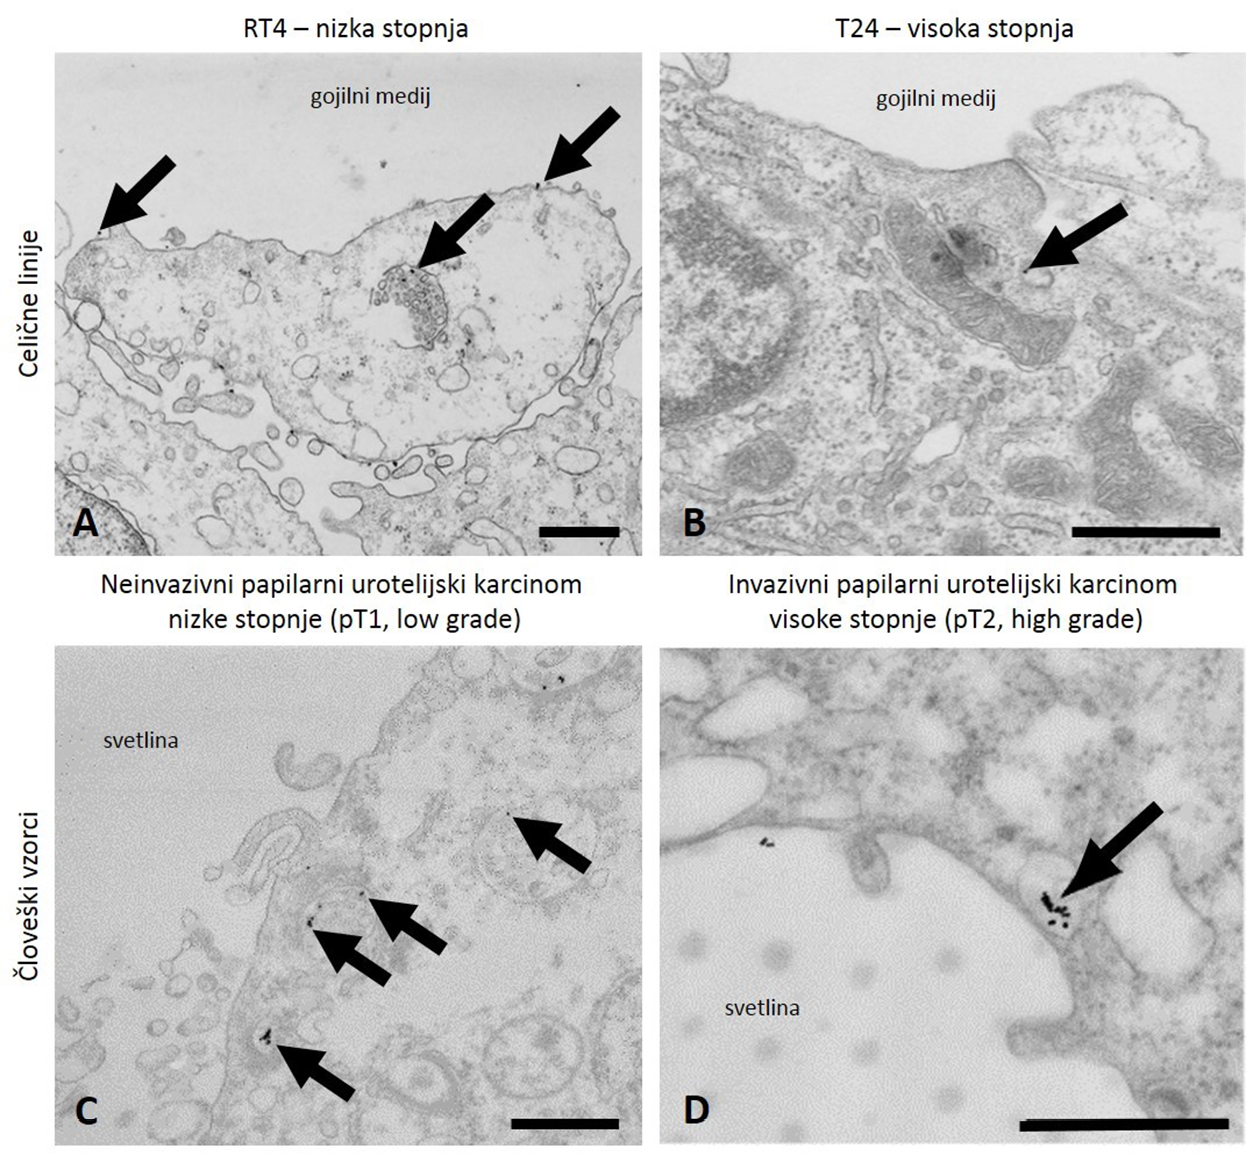 RT4 – nizka stopnja
T24 – visoka stopnja
gojilni medij
gojilni medij
Celične linije
A
B
Neinvazivni papilarni urotelijski karcinom
nizke stopnje (pT1, low grade)
Invazivni papilarni urotelijski karcinom
visoke stopnje (pT2, high grade)
svetlina
Človeški vzorci
svetlina
C
D